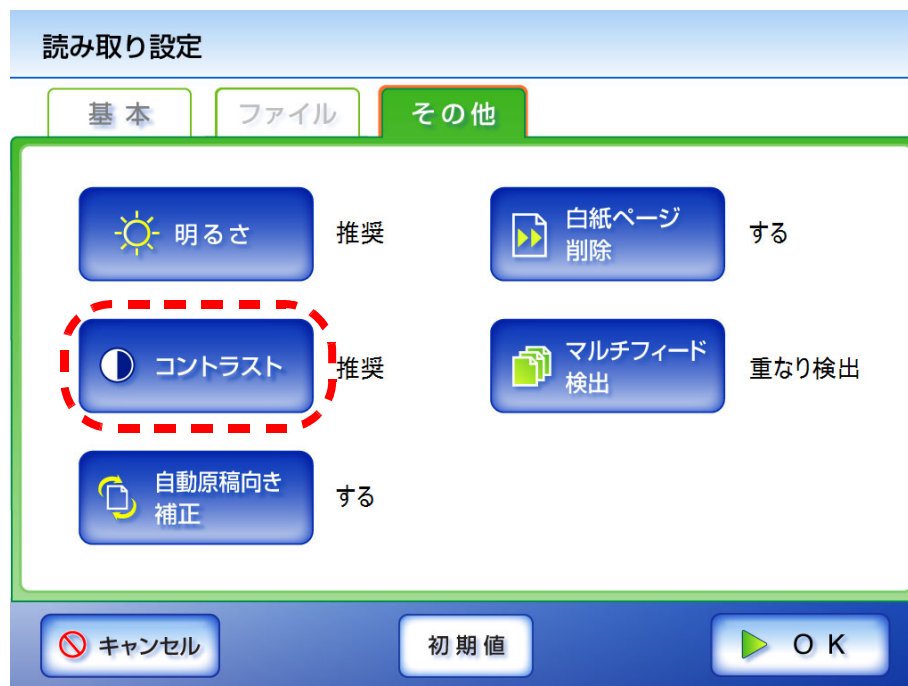 読み取り設定
基本 ファイル その他
明るさ 推奨
白紙ページ
削除
する
コントラスト 推奨
マルチフィード
検出
重なり検出
自動原稿向き
補正
する
キャンセル 初期値 OK